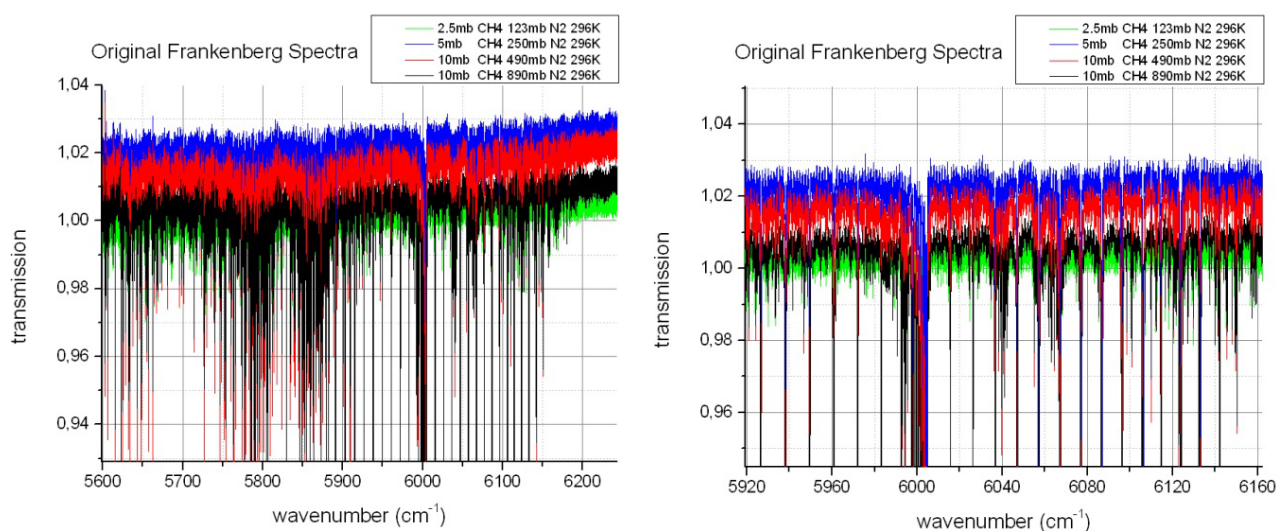 Original Frankenberg Spectra
2.5mb CH4 123mb N2 296K
5mb CH4 250mb N2 296K
10mb CH4 490mb N2 296K
10mb CH4 890mb N2 296K
1,04
1,02
1,00
0,98
0,96
0,94
transmission
5600 5700 5800 5900 6000 6100 6200
wavenumber (cm⁻¹)
Original Frankenberg Spectra
2.5mb CH4 123mb N2 296K
5mb CH4 250mb N2 296K
10mb CH4 490mb N2 296K
10mb CH4 890mb N2 296K
1,04
1,02
1,00
0,98
0,96
transmission
5920 5960 6000 6040 6080 6120 6160
wavenumber (cm⁻¹)